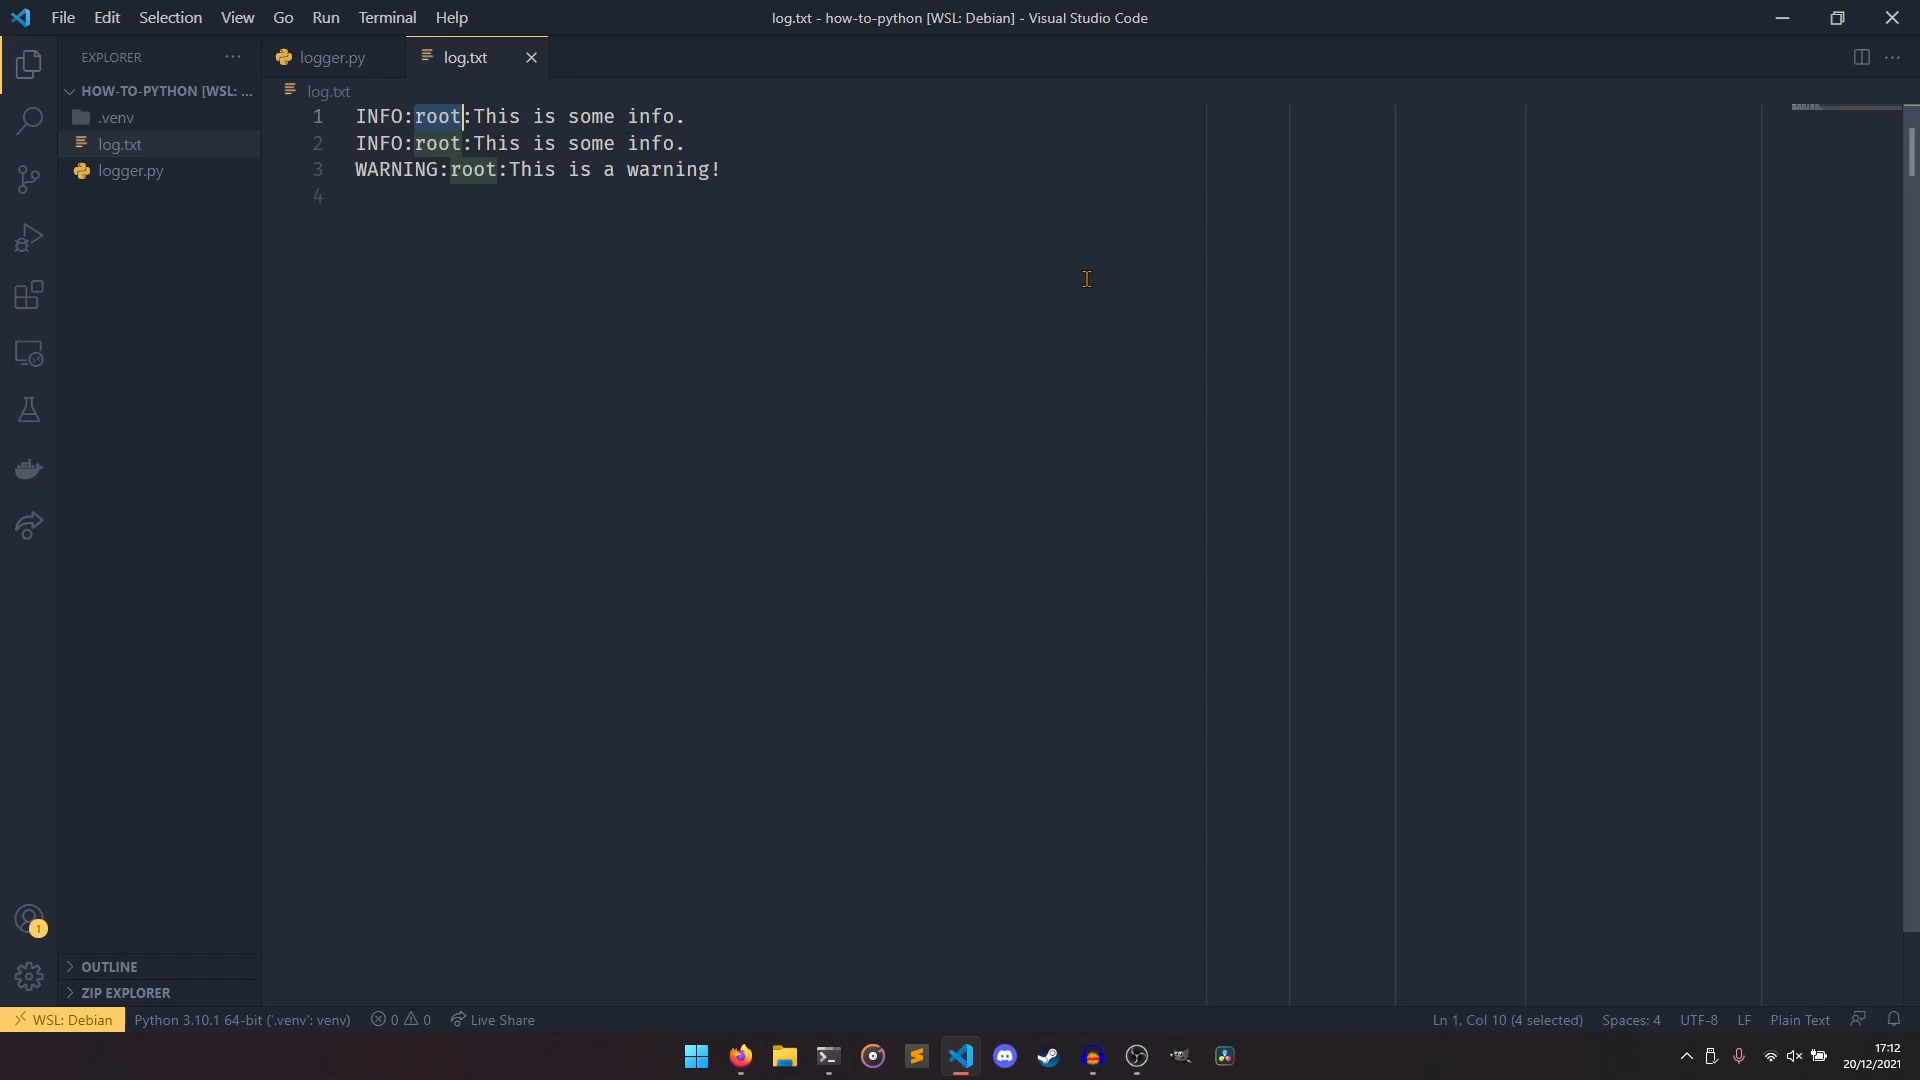 File Edit Selection View Go Run Terminal Help
log.txt - how-to-python [WSL: Debian] - Visual Studio Code
EXPLORER
logger.py
log.txt
HOW-TO-PYTHON [WSL: ...
.venv
log.txt
logger.py
log.txt
1 INFO:root:This is some info.
2 INFO:root:This is some info.
3 WARNING:root:This is a warning!
4
1
OUTLINE
ZIP EXPLORER
WSL: Debian Python 3.10.1 64-bit ('.venv': venv) 0 0 Live Share
Ln 1, Col 10 (4 selected) Spaces: 4 UTF-8 LF Plain Text
17:12
20/12/2021